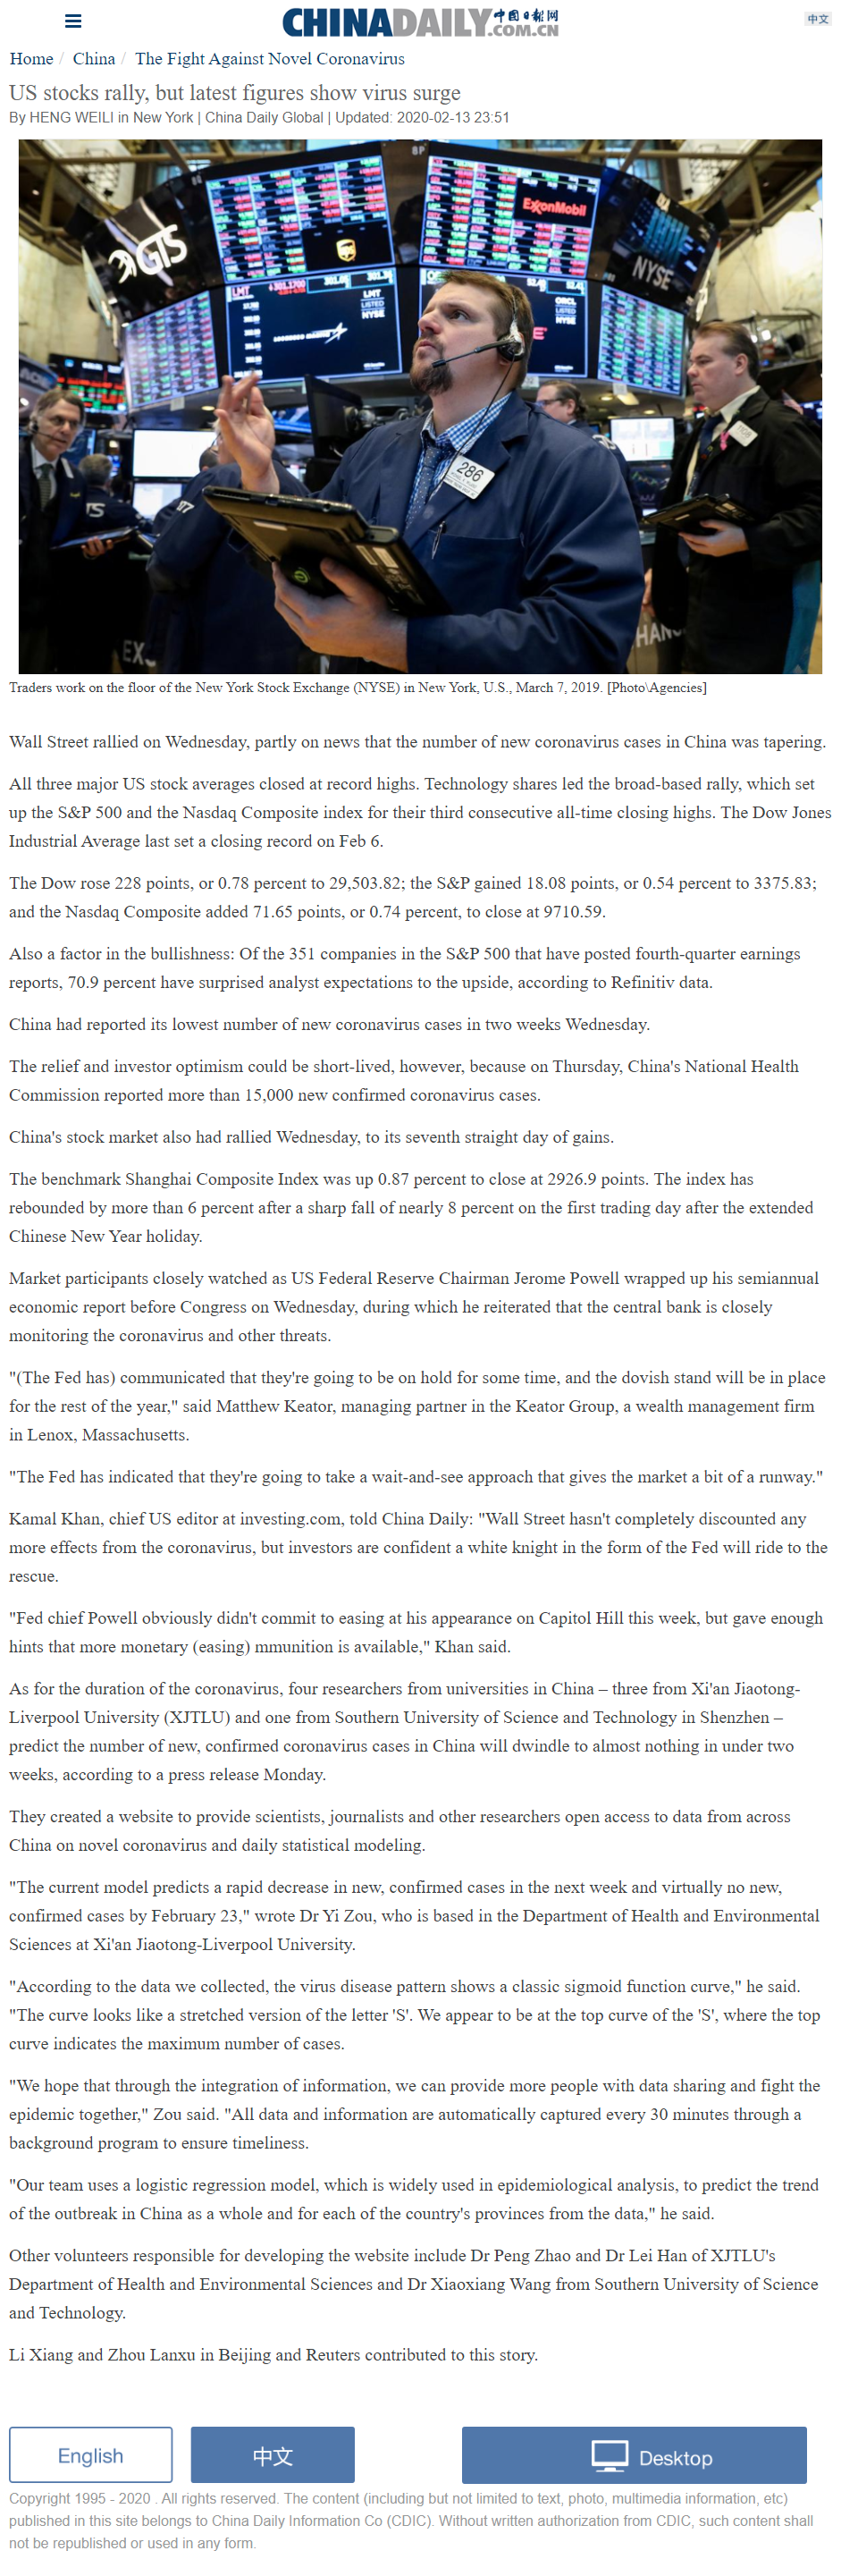 CHINADAILY.COM.CN 中国日报网
中文
Home / China / The Fight Against Novel Coronavirus
US stocks rally, but latest figures show virus surge
By HENG WEILI in New York | China Daily Global | Updated: 2020-02-13 23:51
8P
GTS
ExxonMobil
NYSE
LMT
301.1700
301.06
301.36
LMT
LISTED
NYSE
52.40
52.41
ORCL
LISTED
NYSE
286
Traders work on the floor of the New York Stock Exchange (NYSE) in New York, U.S., March 7, 2019. [Photo\Agencies]
Wall Street rallied on Wednesday, partly on news that the number of new coronavirus cases in China was tapering.
All three major US stock averages closed at record highs. Technology shares led the broad-based rally, which set
up the S&P 500 and the Nasdaq Composite index for their third consecutive all-time closing highs. The Dow Jones
Industrial Average last set a closing record on Feb 6.
The Dow rose 228 points, or 0.78 percent to 29,503.82; the S&P gained 18.08 points, or 0.54 percent to 3375.83;
and the Nasdaq Composite added 71.65 points, or 0.74 percent, to close at 9710.59.
Also a factor in the bullishness: Of the 351 companies in the S&P 500 that have posted fourth-quarter earnings
reports, 70.9 percent have surprised analyst expectations to the upside, according to Refinitiv data.
China had reported its lowest number of new coronavirus cases in two weeks Wednesday.
The relief and investor optimism could be short-lived, however, because on Thursday, China's National Health
Commission reported more than 15,000 new confirmed coronavirus cases.
China's stock market also had rallied Wednesday, to its seventh straight day of gains.
The benchmark Shanghai Composite Index was up 0.87 percent to close at 2926.9 points. The index has
rebounded by more than 6 percent after a sharp fall of nearly 8 percent on the first trading day after the extended
Chinese New Year holiday.
Market participants closely watched as US Federal Reserve Chairman Jerome Powell wrapped up his semiannual
economic report before Congress on Wednesday, during which he reiterated that the central bank is closely
monitoring the coronavirus and other threats.
"(The Fed has) communicated that they're going to be on hold for some time, and the dovish stand will be in place
for the rest of the year," said Matthew Keator, managing partner in the Keator Group, a wealth management firm
in Lenox, Massachusetts.
"The Fed has indicated that they're going to take a wait-and-see approach that gives the market a bit of a runway."
Kamal Khan, chief US editor at investing.com, told China Daily: "Wall Street hasn't completely discounted any
more effects from the coronavirus, but investors are confident a white knight in the form of the Fed will ride to the
rescue.
"Fed chief Powell obviously didn't commit to easing at his appearance on Capitol Hill this week, but gave enough
hints that more monetary (easing) mmunition is available," Khan said.
As for the duration of the coronavirus, four researchers from universities in China – three from Xi'an Jiaotong-
Liverpool University (XJTLU) and one from Southern University of Science and Technology in Shenzhen –
predict the number of new, confirmed coronavirus cases in China will dwindle to almost nothing in under two
weeks, according to a press release Monday.
They created a website to provide scientists, journalists and other researchers open access to data from across
China on novel coronavirus and daily statistical modeling.
"The current model predicts a rapid decrease in new, confirmed cases in the next week and virtually no new,
confirmed cases by February 23," wrote Dr Yi Zou, who is based in the Department of Health and Environmental
Sciences at Xi'an Jiaotong-Liverpool University.
"According to the data we collected, the virus disease pattern shows a classic sigmoid function curve," he said.
"The curve looks like a stretched version of the letter 'S'. We appear to be at the top curve of the 'S', where the top
curve indicates the maximum number of cases.
"We hope that through the integration of information, we can provide more people with data sharing and fight the
epidemic together," Zou said. "All data and information are automatically captured every 30 minutes through a
background program to ensure timeliness.
"Our team uses a logistic regression model, which is widely used in epidemiological analysis, to predict the trend
of the outbreak in China as a whole and for each of the country's provinces from the data," he said.
Other volunteers responsible for developing the website include Dr Peng Zhao and Dr Lei Han of XJTLU's
Department of Health and Environmental Sciences and Dr Xiaoxiang Wang from Southern University of Science
and Technology.
Li Xiang and Zhou Lanxu in Beijing and Reuters contributed to this story.
English
中文
Desktop
Copyright 1995 - 2020 . All rights reserved. The content (including but not limited to text, photo, multimedia information, etc)
published in this site belongs to China Daily Information Co (CDIC). Without written authorization from CDIC, such content shall
not be republished or used in any form.